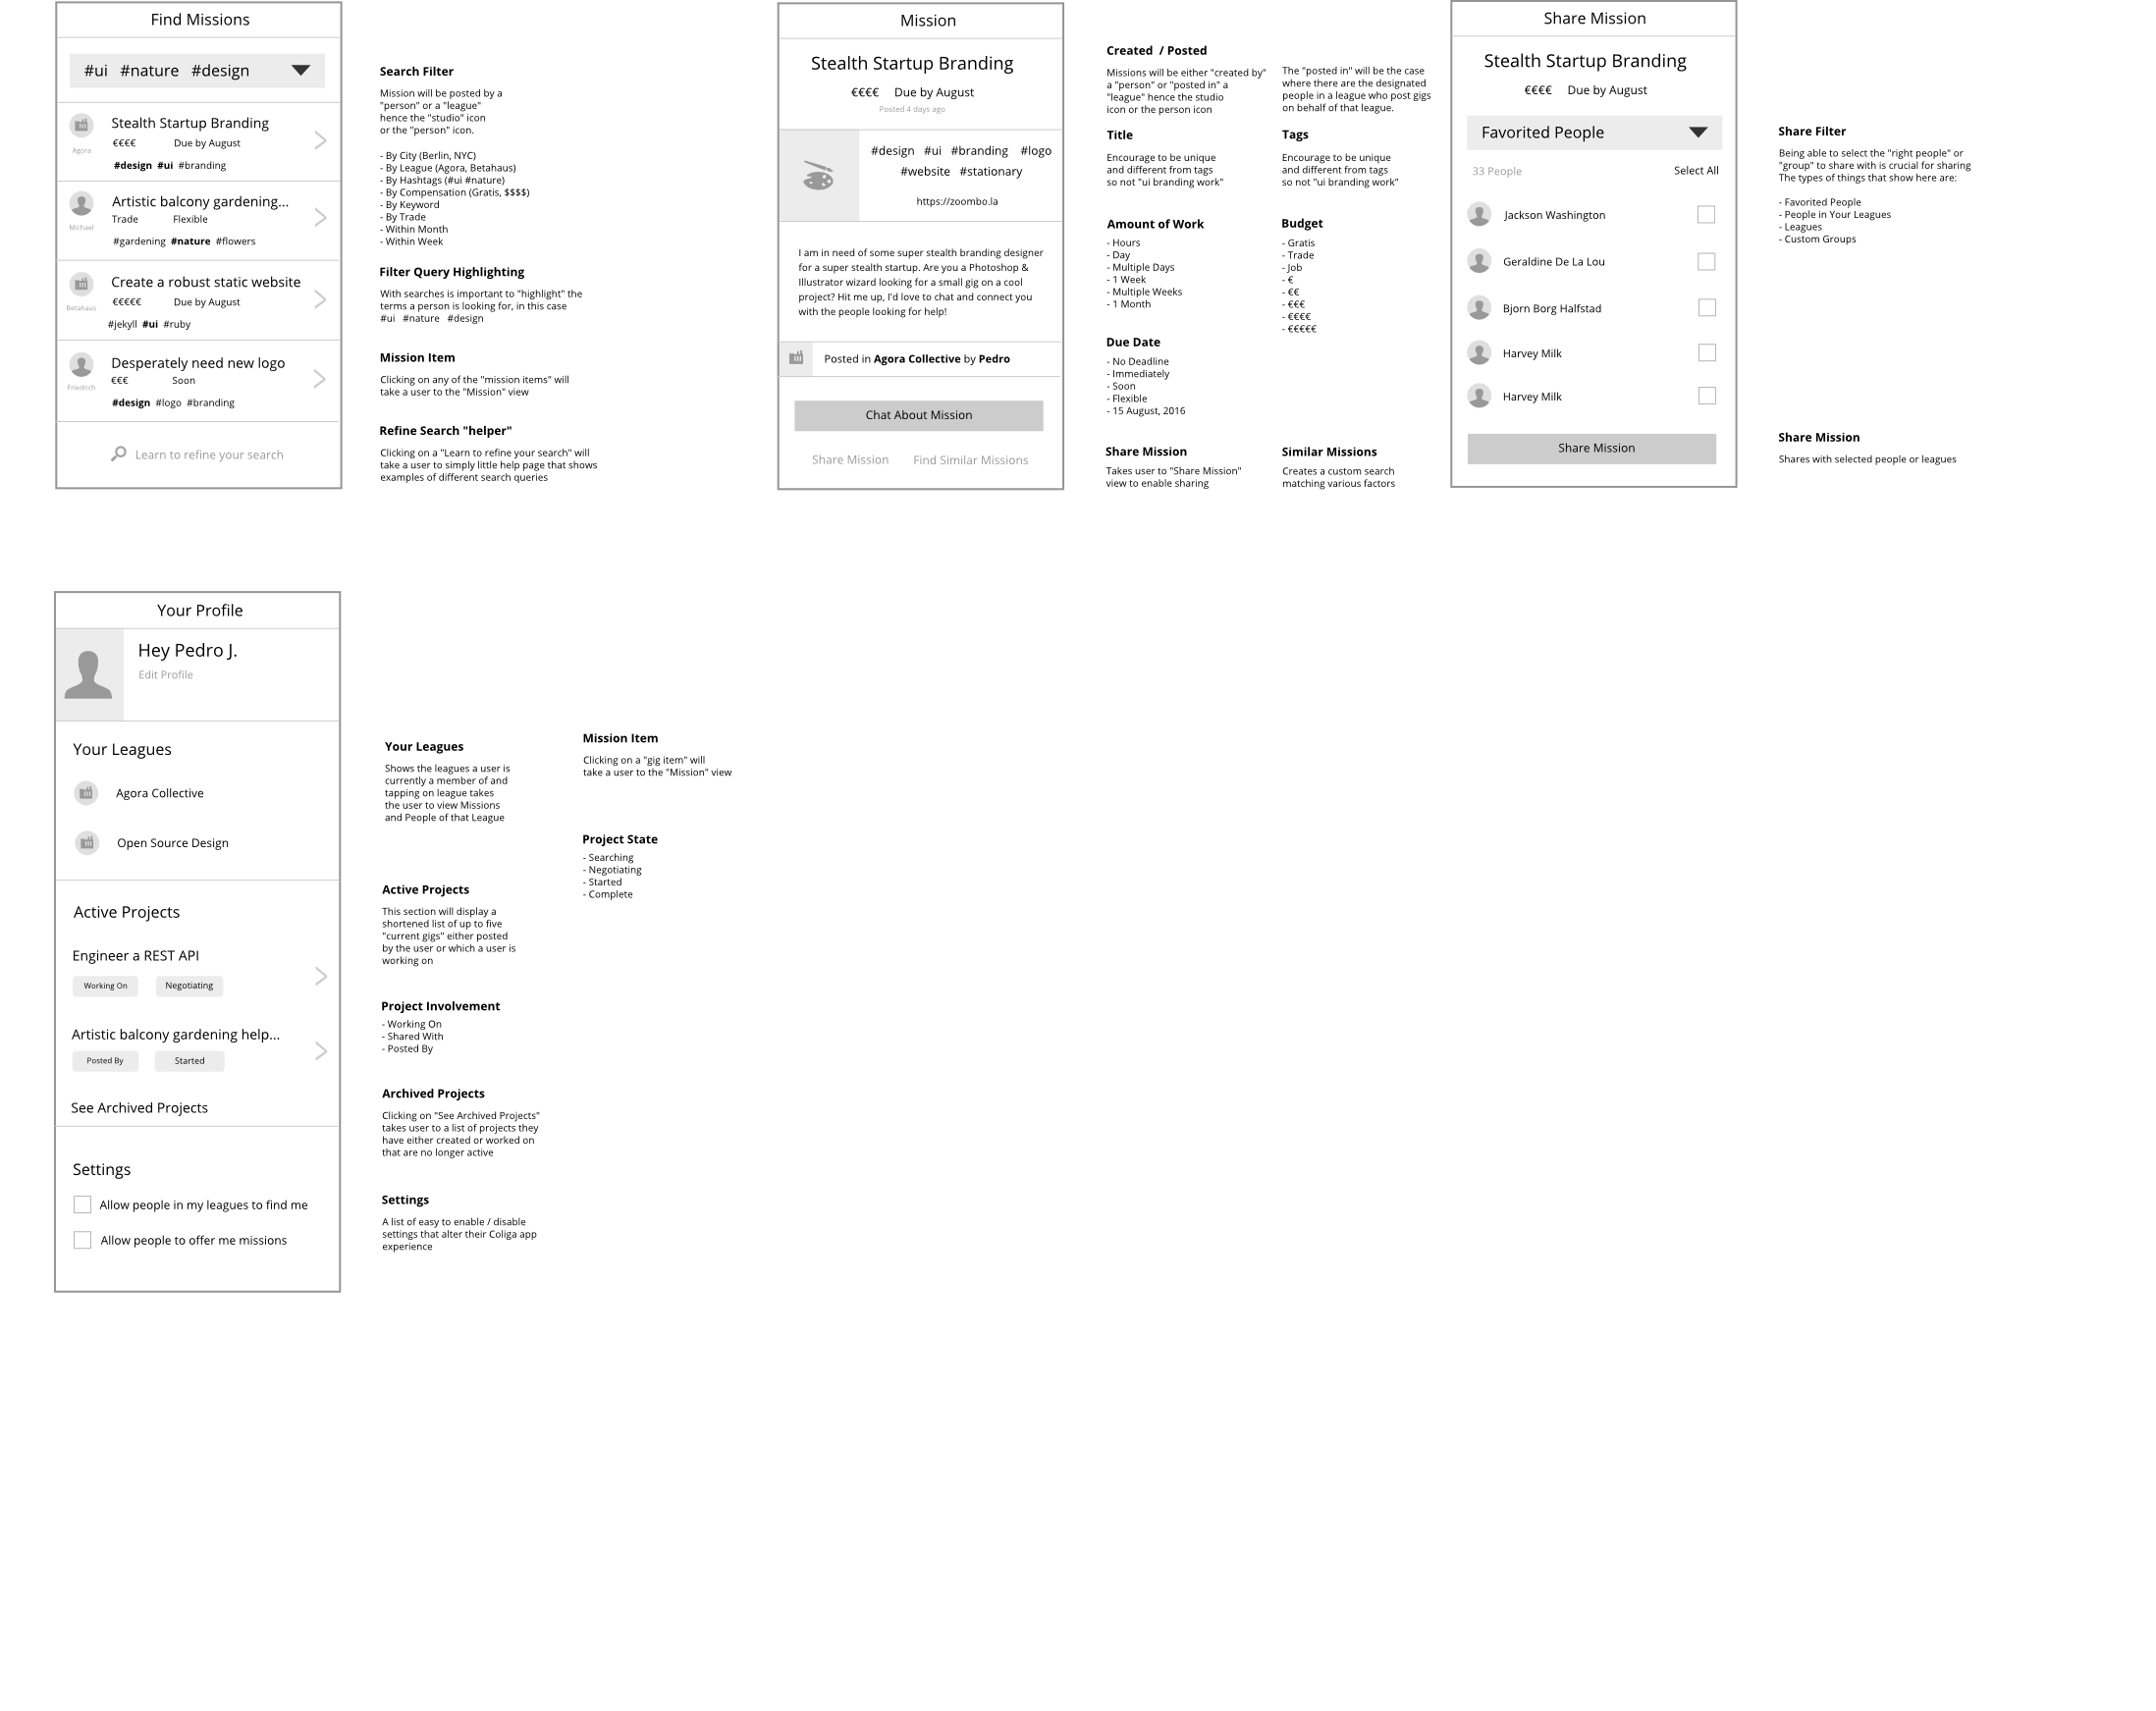 Find Missions
#ui #nature #design
Stealth Startup Branding
€€€€ Due by August
Agora
#design #ui #branding
Artistic balcony gardening...
Trade Flexible
Michael
#gardening #nature #flowers
Create a robust static website
€€€€€ Due by August
Betahaus
#jekyll #ui #ruby
Desperately need new logo
€€€ Soon
Friedrich
#design #logo #branding
Learn to refine your search
Search Filter
Mission will be posted by a
"person" or a "league"
hence the "studio" icon
or the "person" icon.
- By City (Berlin, NYC)
- By League (Agora, Betahaus)
- By Hashtags (#ui #nature)
- By Compensation (Gratis, $$$$)
- By Keyword
- By Trade
- Within Month
- Within Week
Filter Query Highlighting
With searches is important to "highlight" the
terms a person is looking for, in this case
#ui #nature #design
Mission Item
Clicking on any of the "mission items" will
take a user to the "Mission" view
Refine Search "helper"
Clicking on a "Learn to refine your search" will
take a user to simply little help page that shows
examples of different search queries
Mission
Stealth Startup Branding
€€€€ Due by August
Posted 4 days ago
#design #ui #branding #logo
#website #stationary
https://zoombo.la
I am in need of some super stealth branding designer
for a super stealth startup. Are you a Photoshop &
Illustrator wizard looking for a small gig on a cool
project? Hit me up, I'd love to chat and connect you
with the people looking for help!
Posted in Agora Collective by Pedro
Chat About Mission
Share Mission Find Similar Missions
Created / Posted
Missions will be either "created by"
a "person" or "posted in" a
"league" hence the studio
icon or the person icon
The "posted in" will be the case
where there are the designated
people in a league who post gigs
on behalf of that league.
Title
Encourage to be unique
and different from tags
so not "ui branding work"
Tags
Encourage to be unique
and different from tags
so not "ui branding work"
Amount of Work
- Hours
- Day
- Multiple Days
- 1 Week
- Multiple Weeks
- 1 Month
Budget
- Gratis
- Trade
- Job
- €
- €€
- €€€
- €€€€
- €€€€€
Due Date
- No Deadline
- Immediately
- Soon
- Flexible
- 15 August, 2016
Share Mission
Takes user to "Share Mission"
view to enable sharing
Similar Missions
Creates a custom search
matching various factors
Share Mission
Stealth Startup Branding
€€€€ Due by August
Favorited People
33 People Select All
Jackson Washington
Geraldine De La Lou
Bjorn Borg Halfstad
Harvey Milk
Harvey Milk
Share Mission
Share Filter
Being able to select the "right people" or
"group" to share with is crucial for sharing
The types of things that show here are:
- Favorited People
- People in Your Leagues
- Leagues
- Custom Groups
Share Mission
Shares with selected people or leagues
Your Profile
Hey Pedro J.
Edit Profile
Your Leagues
Agora Collective
Open Source Design
Active Projects
Engineer a REST API
Working On Negotiating
Artistic balcony gardening help...
Posted By Started
See Archived Projects
Settings
Allow people in my leagues to find me
Allow people to offer me missions
Your Leagues
Shows the leagues a user is
currently a member of and
tapping on league takes
the user to view Missions
and People of that League
Active Projects
This section will display a
shortened list of up to five
"current gigs" either posted
by the user or which a user is
working on
Project Involvement
- Working On
- Shared With
- Posted By
Archived Projects
Clicking on "See Archived Projects"
takes user to a list of projects they
have either created or worked on
that are no longer active
Settings
A list of easy to enable / disable
settings that alter their Coliga app
experience
Mission Item
Clicking on a "gig item" will
take a user to the "Mission" view
Project State
- Searching
- Negotiating
- Started
- Complete